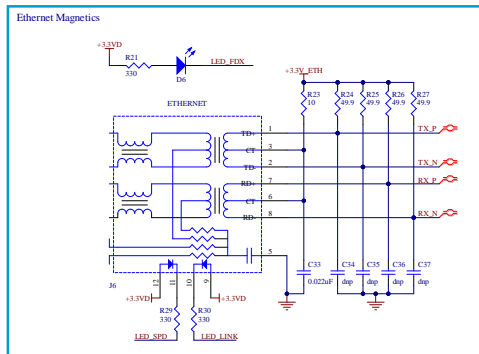 Ethernet Magnetics
+3.3VD
R21
330
D6
LED_FDX
+3.3V_ETH
R23
10
R24
49.9
R25
49.9
R26
49.9
R27
49.9
ETHERNET
TD+ 1 TX_P
CT 3
TD- 2 TX_N
RD+ 7 RX_P
CT 6
RD- 8 RX_N
5
J6
12
11
10
9
+3.3VD
+3.3VD
R29
330
R30
330
LED_SPD
LED_LINK
C33
0.022uF
C34
dnp
C35
dnp
C36
dnp
C37
dnp